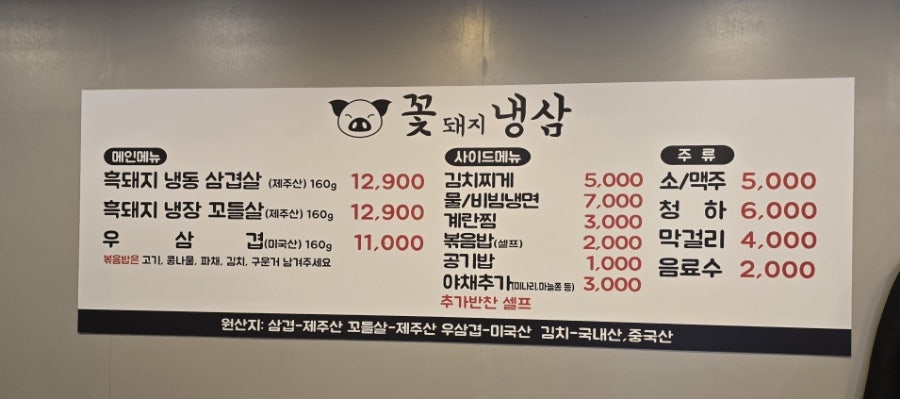 꽃돼지냉삼
메인메뉴
흑돼지 냉동 삼겹살 (제주산) 160g 12,900
흑돼지 냉장 꼬들살(제주산) 160g 12,900
우 삼 겹(미국산) 160g 11,000
볶음밥은 고기, 콩나물, 파채, 김치, 구운거 남겨주세요
사이드메뉴
김치찌게 5,000
물/비빔냉면 7,000
계란찜 3,000
볶음밥(셀프) 2,000
공기밥 1,000
야채추가(미나리,마늘쫑 등) 3,000
추가반찬 셀프
주 류
소/맥주 5,000
청 하 6,000
막걸리 4,000
음료수 2,000
원산지: 삼겹-제주산 꼬들살-제주산 우삼겹-미국산 김치-국내산,중국산